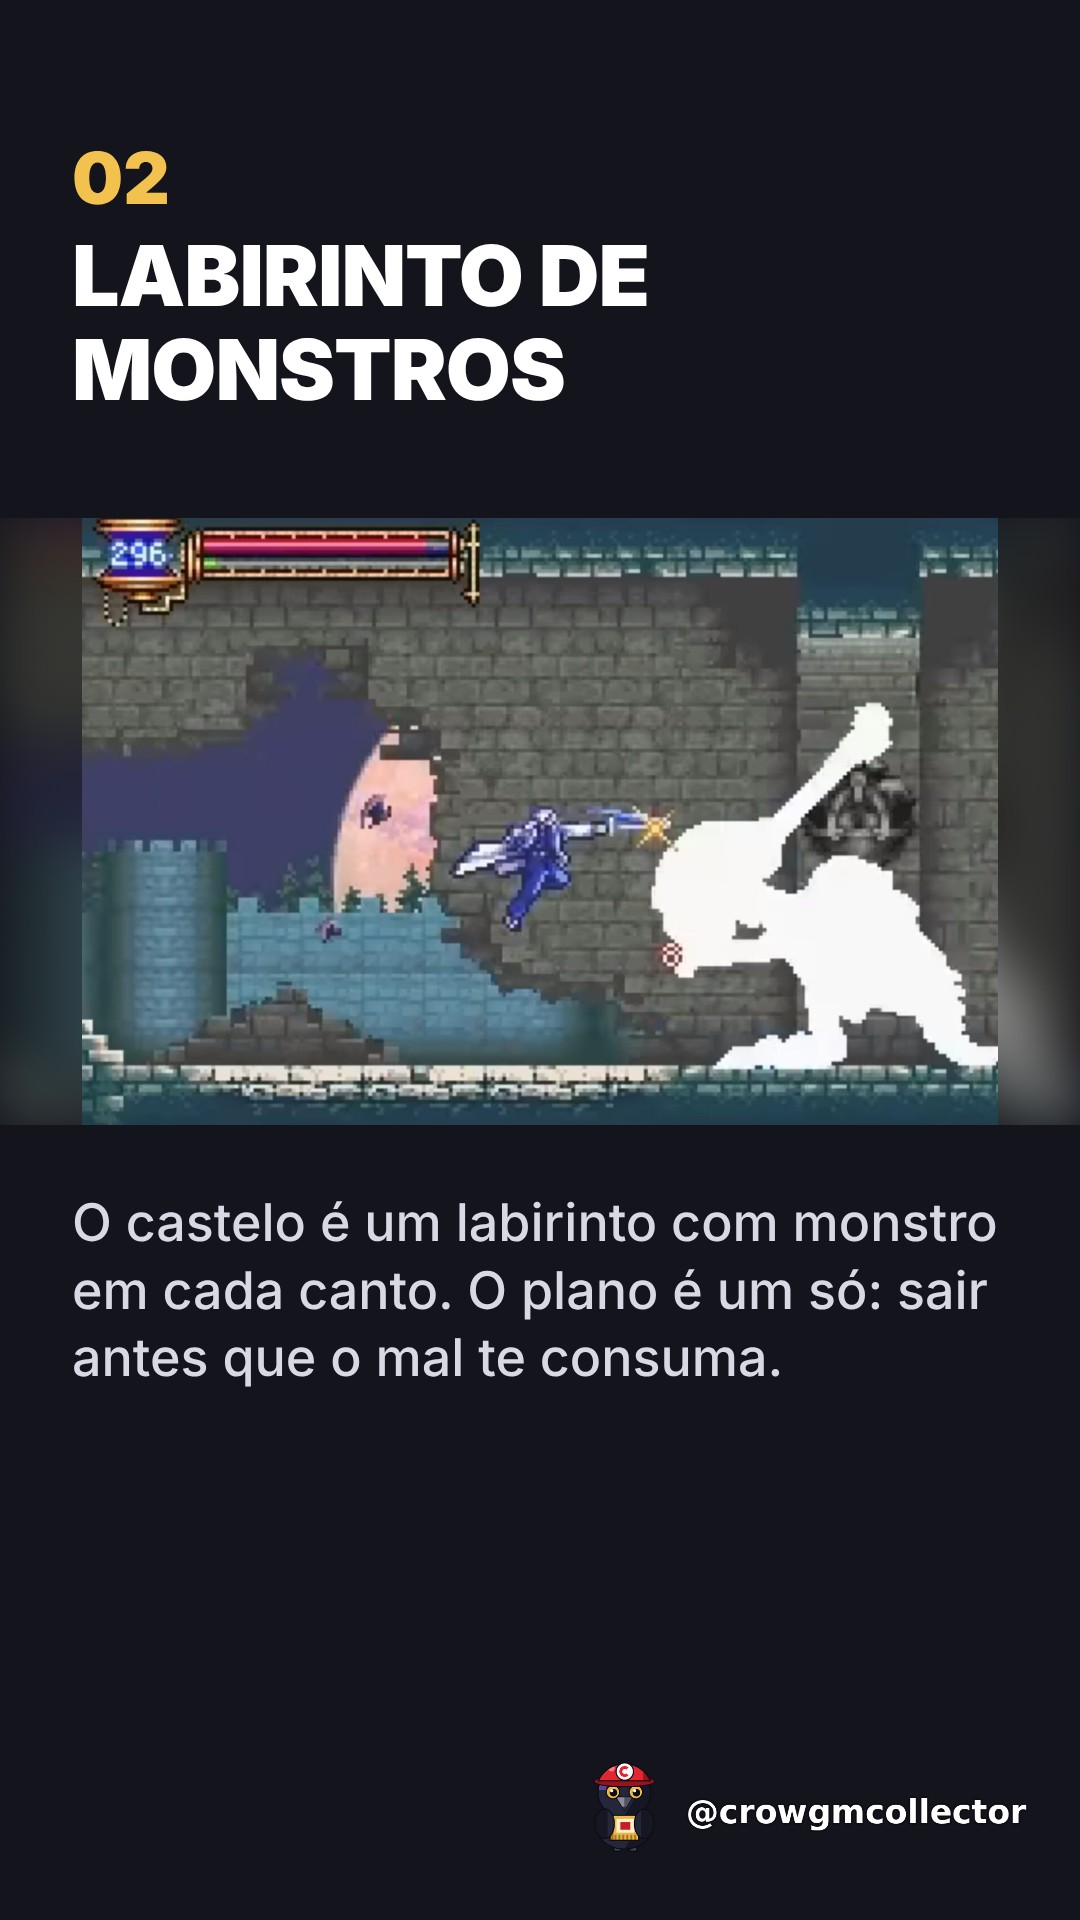 02
LABIRINTO DE
MONSTROS
296
O castelo é um labirinto com monstro
em cada canto. O plano é um só: sair
antes que o mal te consuma.
C
@crowgmcollector